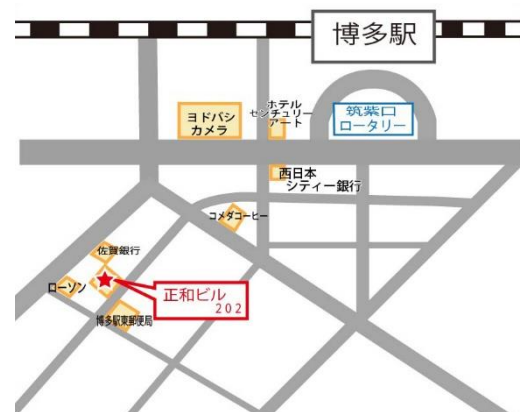 博多駅
ホテル
センチュリー
アート
筑紫口
ロータリー
ヨドバシ
カメラ
西日本
シティー銀行
コメダコーヒー
佐賀銀行
ローソン
正和ビル
202
博多駅東郵便局